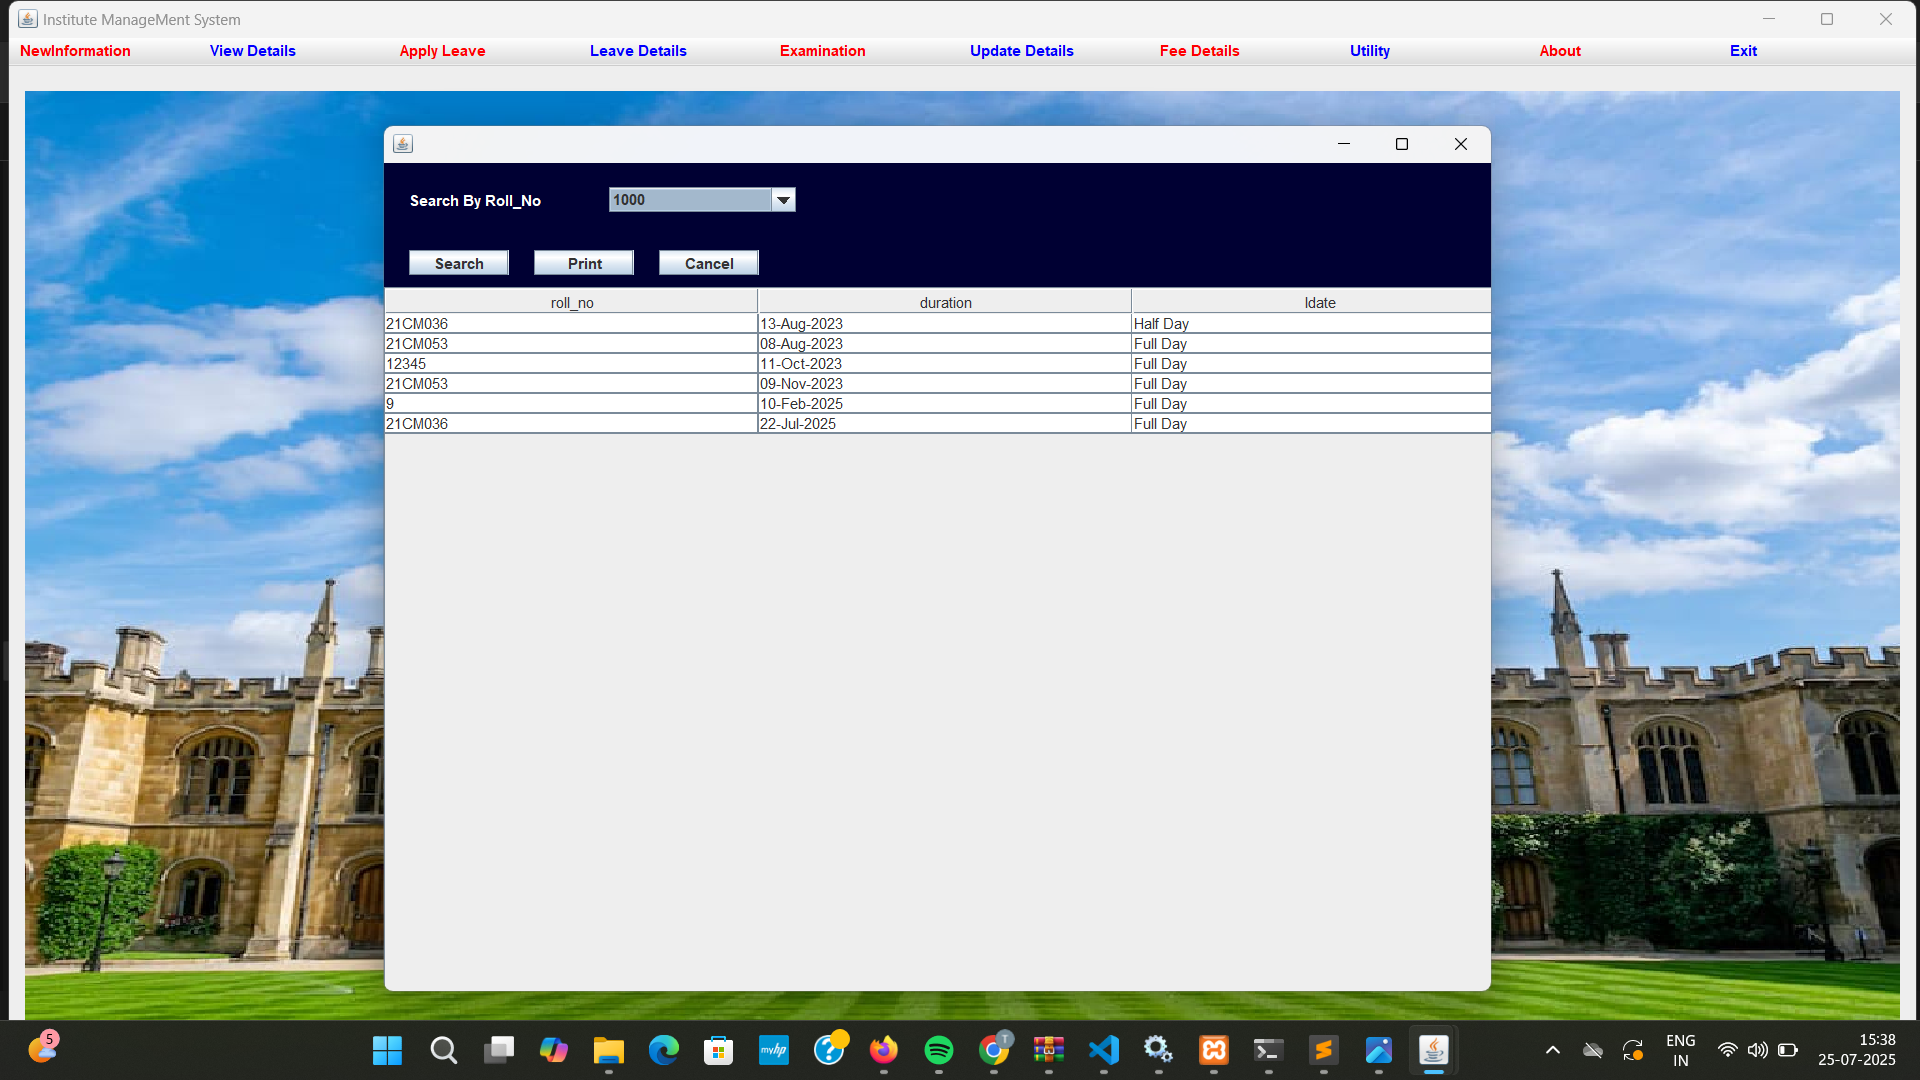 Institute ManageMent System
NewInformation View Details Apply Leave Leave Details Examination Update Details Fee Details Utility About Exit
Search By Roll_No 1000
Search Print Cancel
roll_no duration ldate
21CM036 13-Aug-2023 Half Day
21CM053 08-Aug-2023 Full Day
12345 11-Oct-2023 Full Day
21CM053 09-Nov-2023 Full Day
9 10-Feb-2025 Full Day
21CM036 22-Jul-2025 Full Day
5 myhp T ENG 15:38
IN 25-07-2025